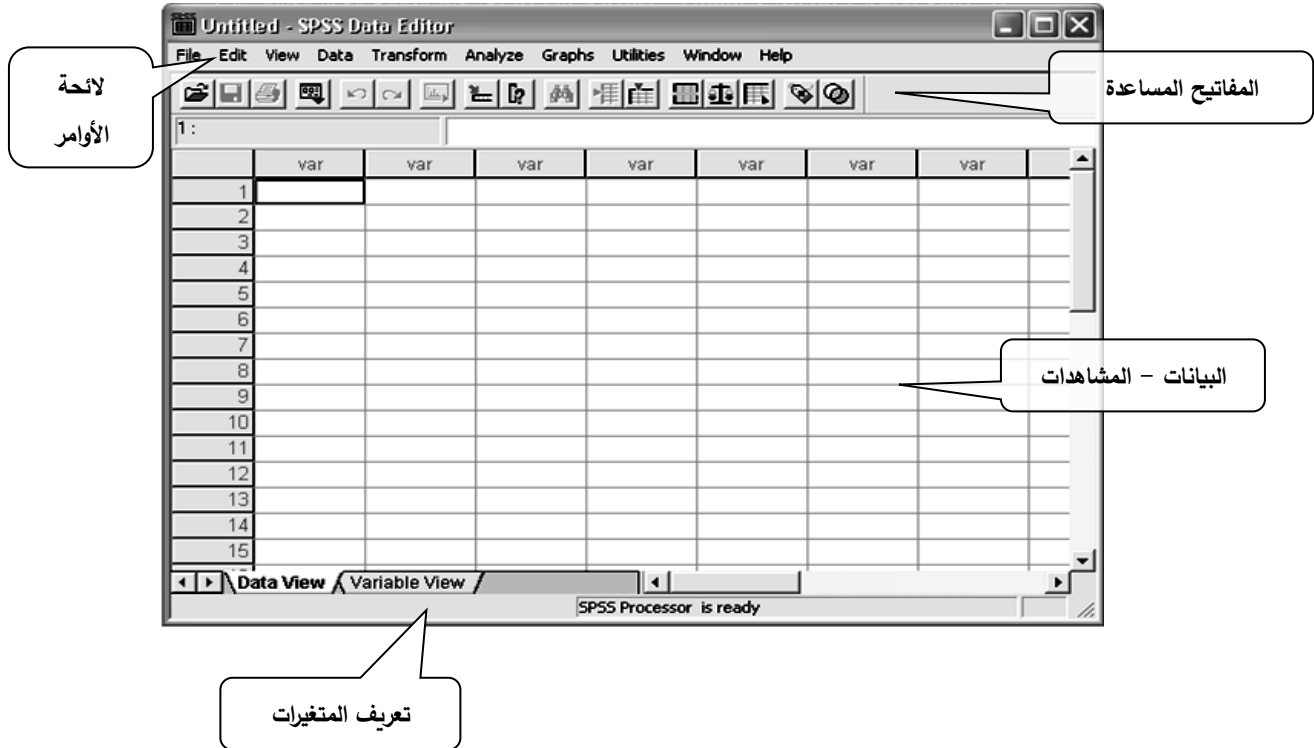 Untitled - SPSS Data Editor
File Edit View Data Transform Analyze Graphs Utilities Window Help
لائحة
الأوامر
المفاتيح المساعدة
1 :
var var var var var var var
1
2
3
4
5
6
7
8
9
10
11
12
13
14
15
البيانات – المشاهدات
Data View Variable View
SPSS Processor is ready
تعريف المتغيرات